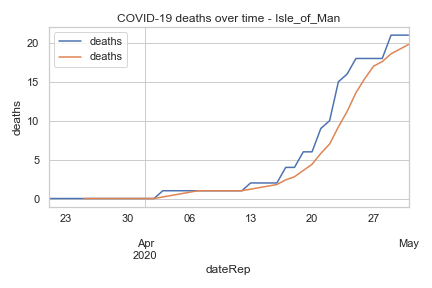 COVID-19 deaths over time - Isle_of_Man
deaths
deaths
deaths
20
15
10
5
0
23
30
06
13
20
27
Apr
2020
May
dateRep